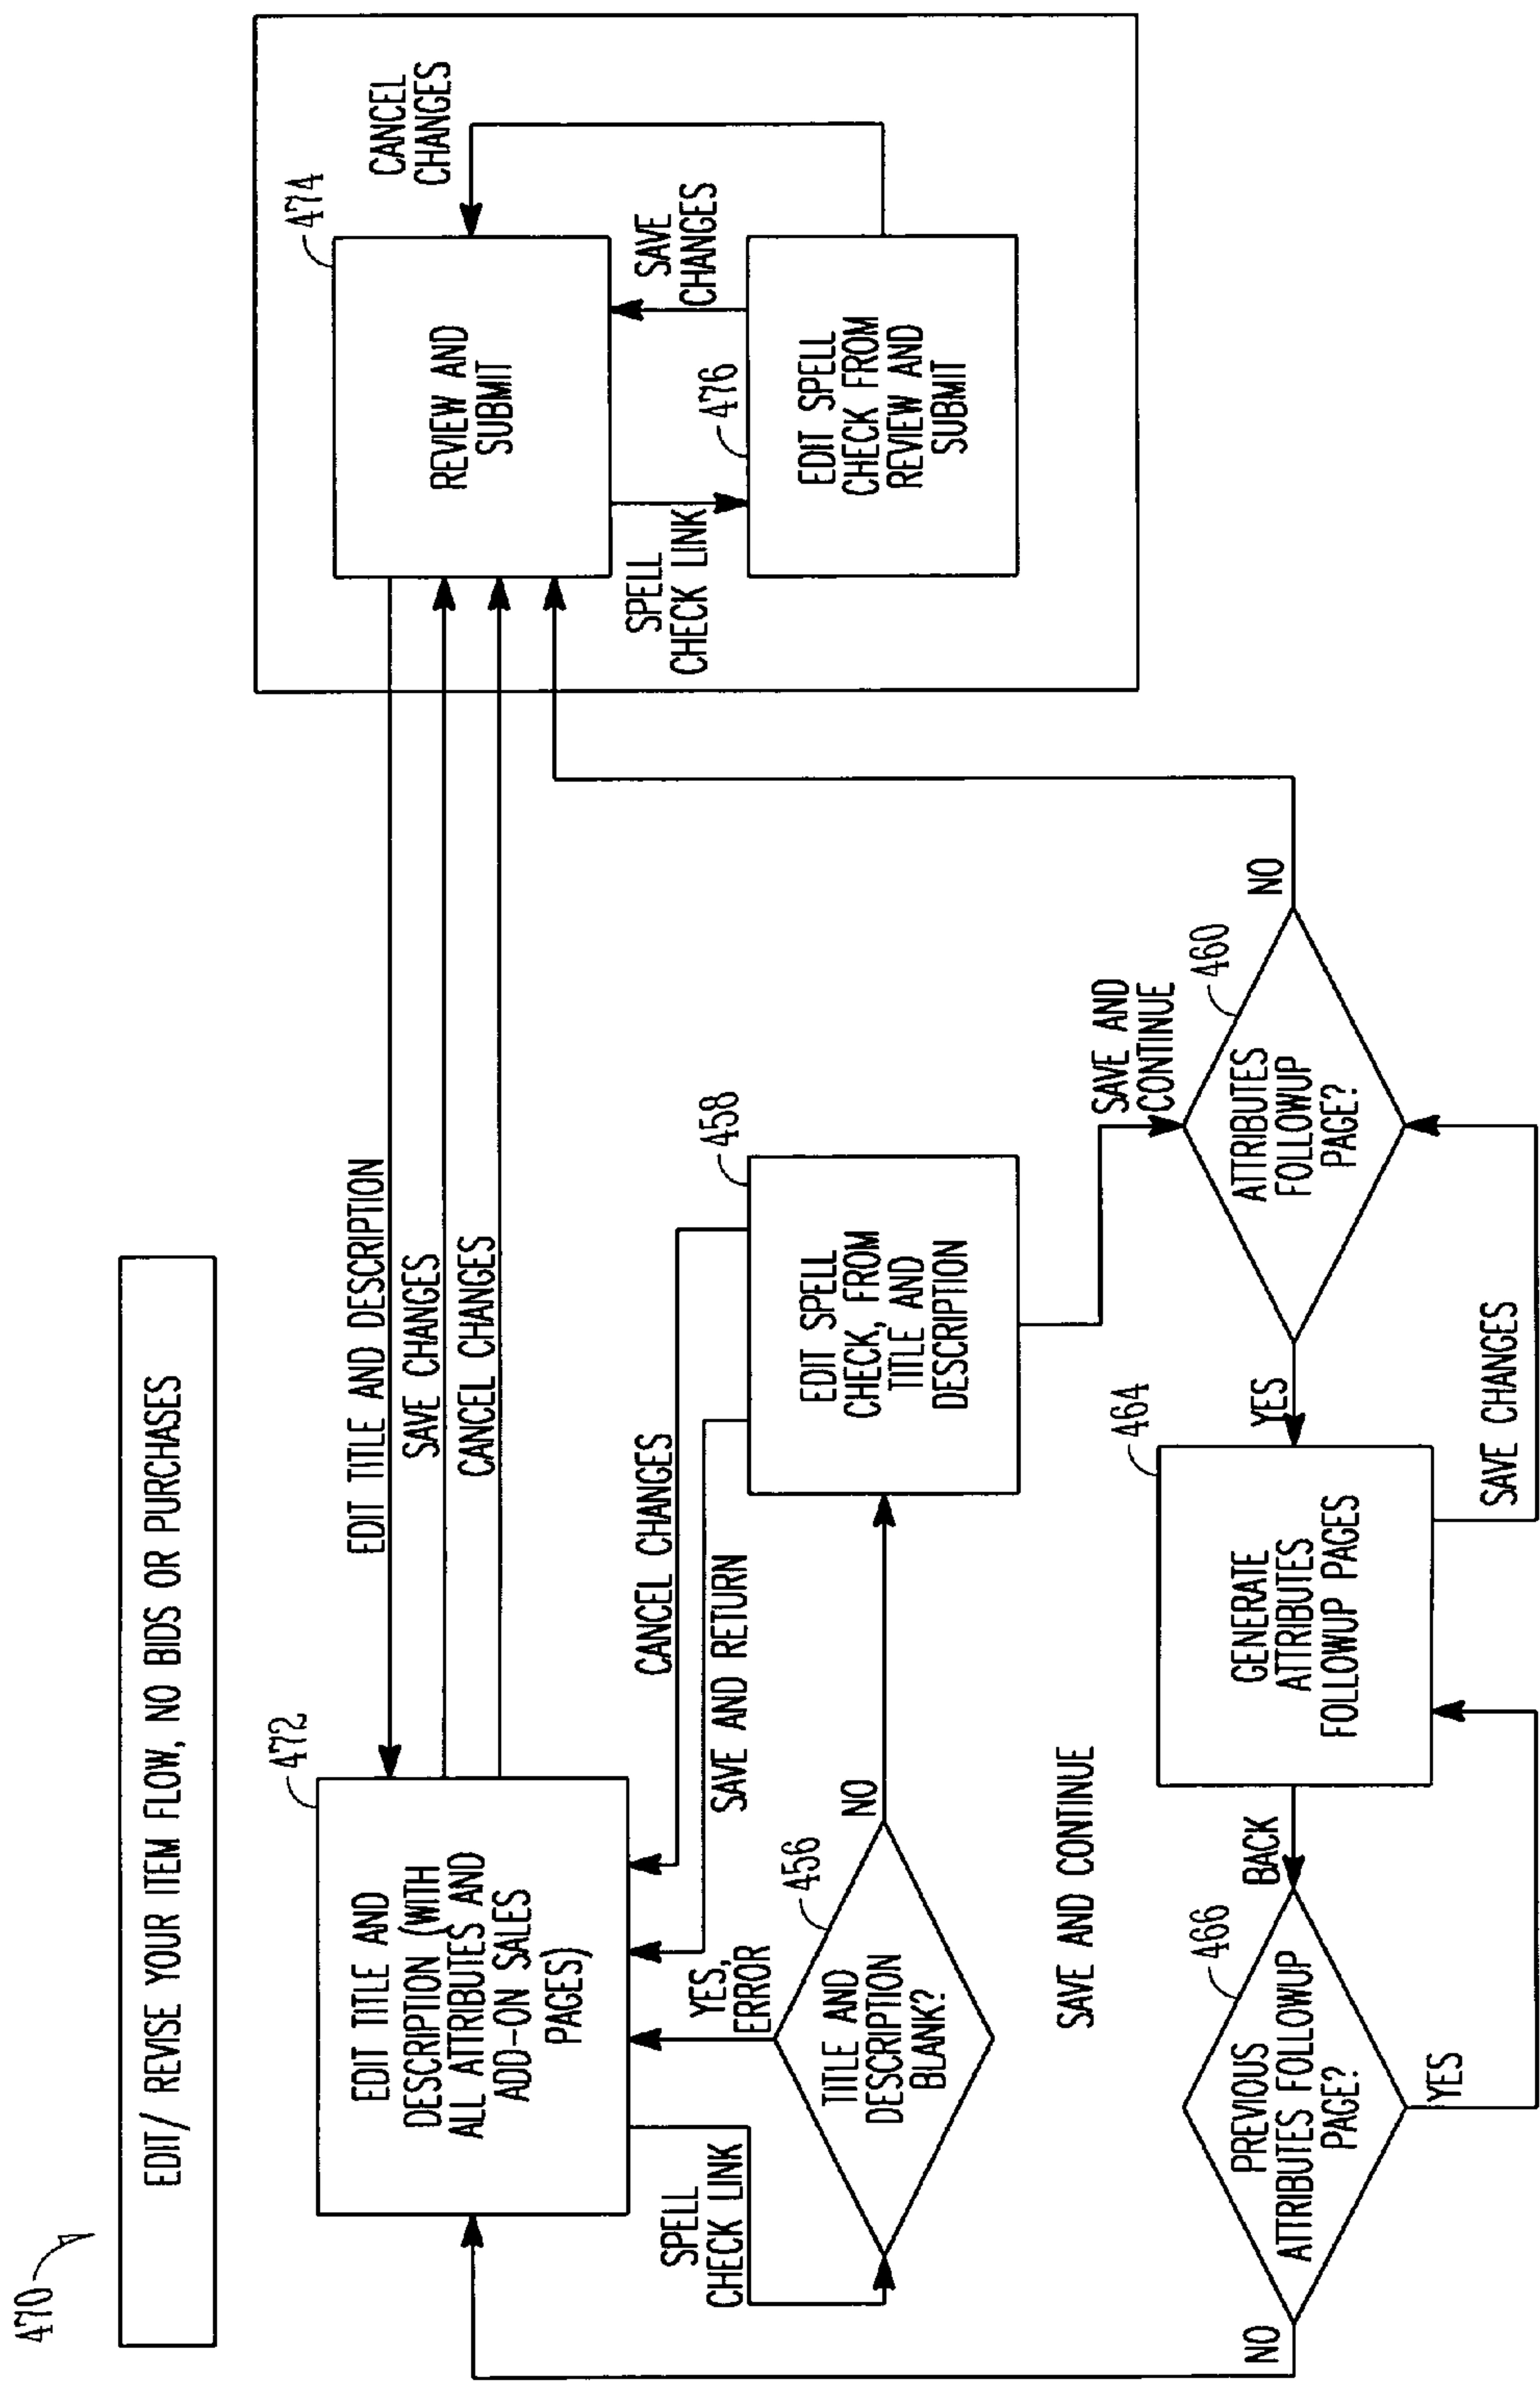 470
EDIT/ REVISE YOUR ITEM FLOW, NO BIDS OR PURCHASES
472
EDIT TITLE AND
DESCRIPTION (WITH
ALL ATTRIBUTES AND
ADD-ON SALES
PAGES)
EDIT TITLE AND DESCRIPTION
SAVE CHANGES
CANCEL CHANGES
474
REVIEW AND
SUBMIT
CANCEL
CHANGES
SPELL
CHECK LINK
SAVE
CHANGES
476
EDIT SPELL
CHECK FROM
REVIEW AND
SUBMIT
SPELL
CHECK LINK
YES,
ERROR
456
TITLE AND
DESCRIPTION
BLANK?
NO
CANCEL CHANGES
SAVE AND RETURN
458
EDIT SPELL
CHECK, FROM
TITLE AND
DESCRIPTION
SAVE AND CONTINUE
SAVE AND
CONTINUE
NO
466
PREVIOUS
ATTRIBUTES FOLLOWUP
PAGE?
YES
BACK
464
GENERATE
ATTRIBUTES
FOLLOWUP PAGES
YES
SAVE CHANGES
460
ATTRIBUTES
FOLLOWUP
PAGE?
NO